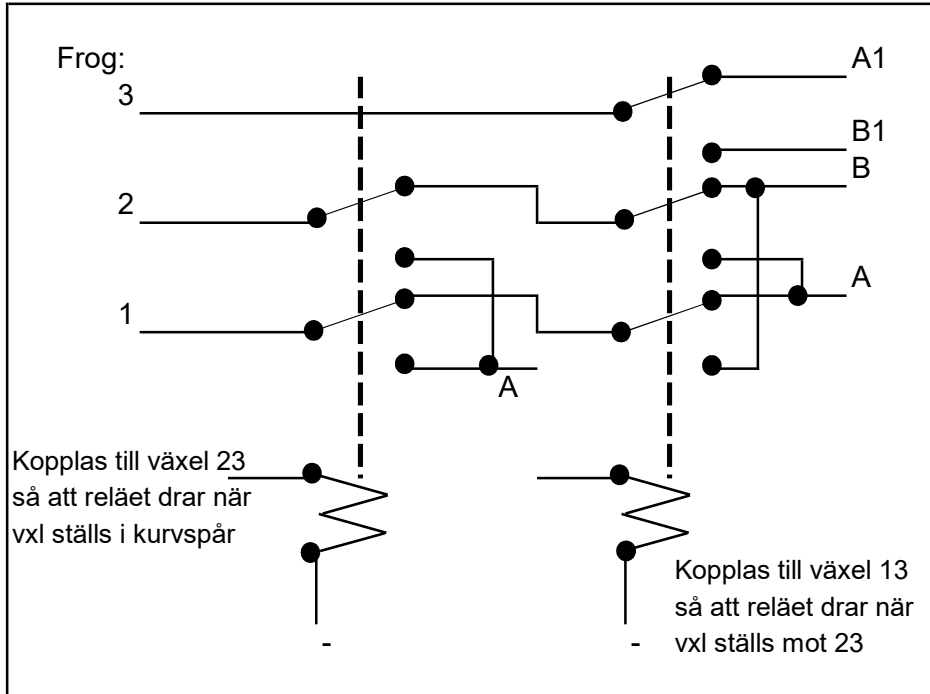 Frog:
3
A1
B1
B
2
A
1
A
Kopplas till växel 23
så att reläet drar när
vxl ställs i kurvspår
Kopplas till växel 13
så att reläet drar när
vxl ställs mot 23
-
-